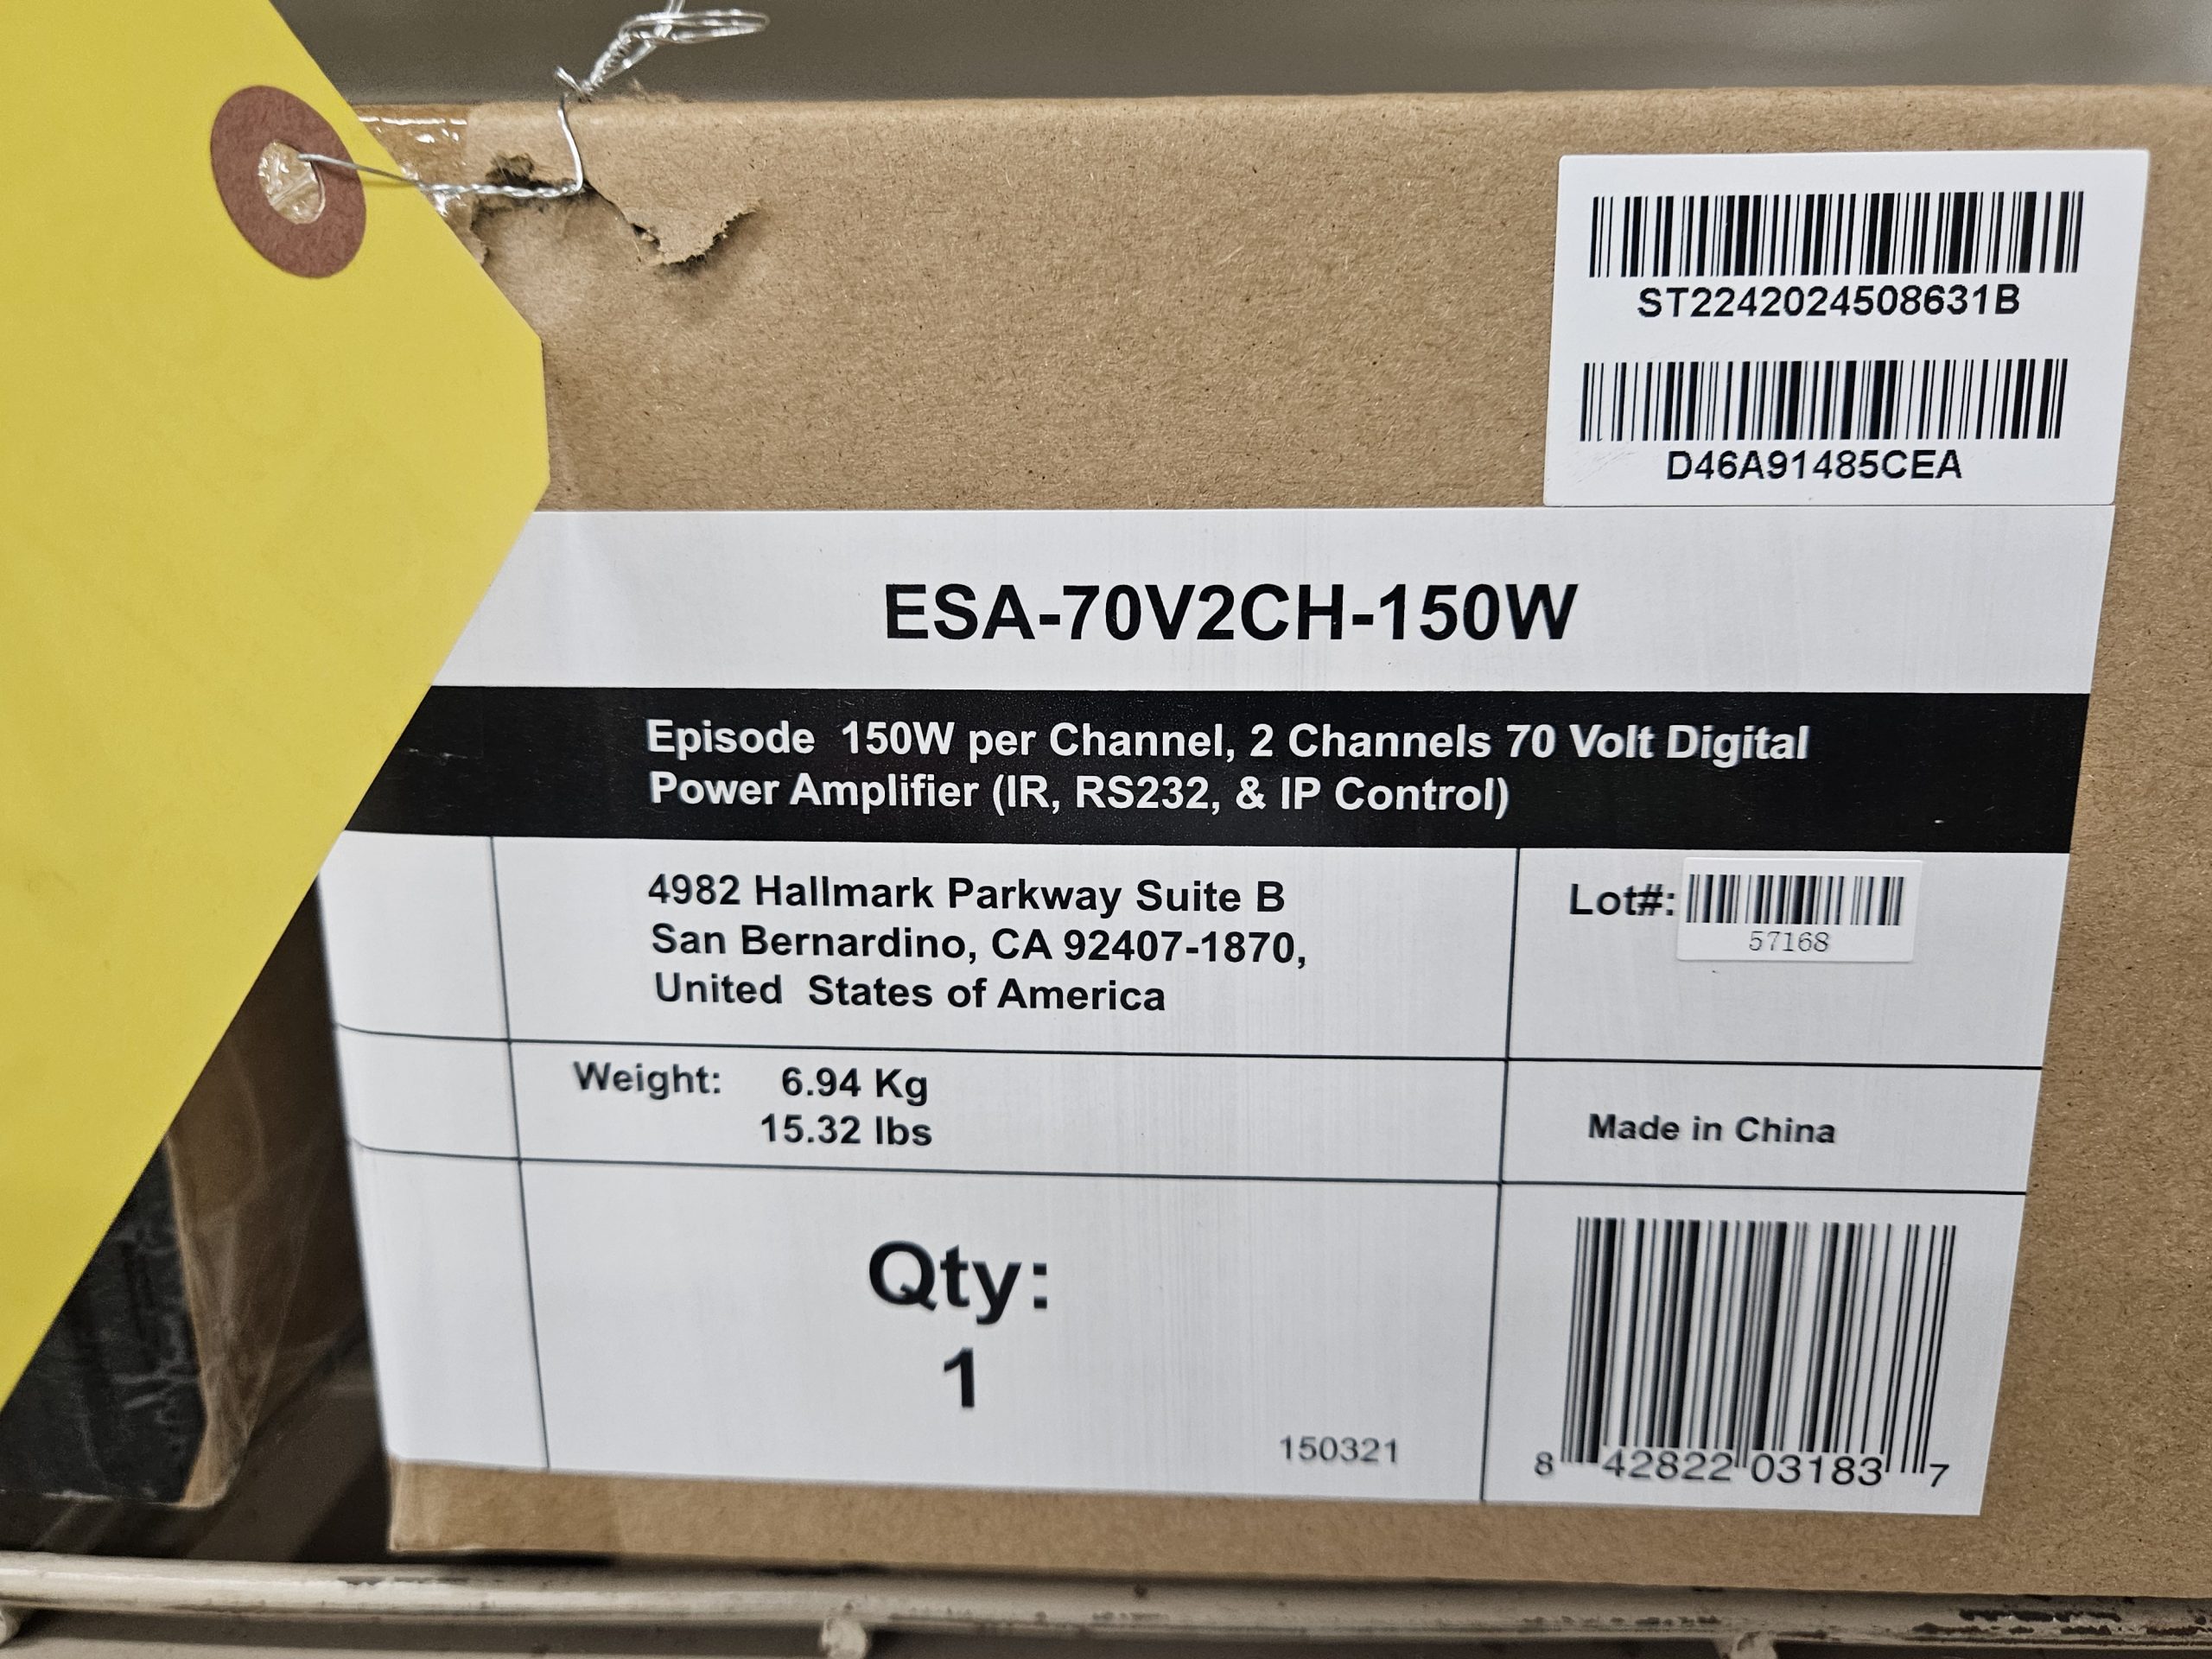 ST2242024508631B
D46A91485CEA
ESA-70V2CH-150W
Episode 150W per Channel, 2 Channels 70 Volt Digital
Power Amplifier (IR, RS232, & IP Control)
4982 Hallmark Parkway Suite B
San Bernardino, CA 92407-1870,
United States of America
Lot#:
57168
Weight: 6.94 Kg
15.32 lbs
Made in China
Qty:
1
150321
8 42822 03183 7